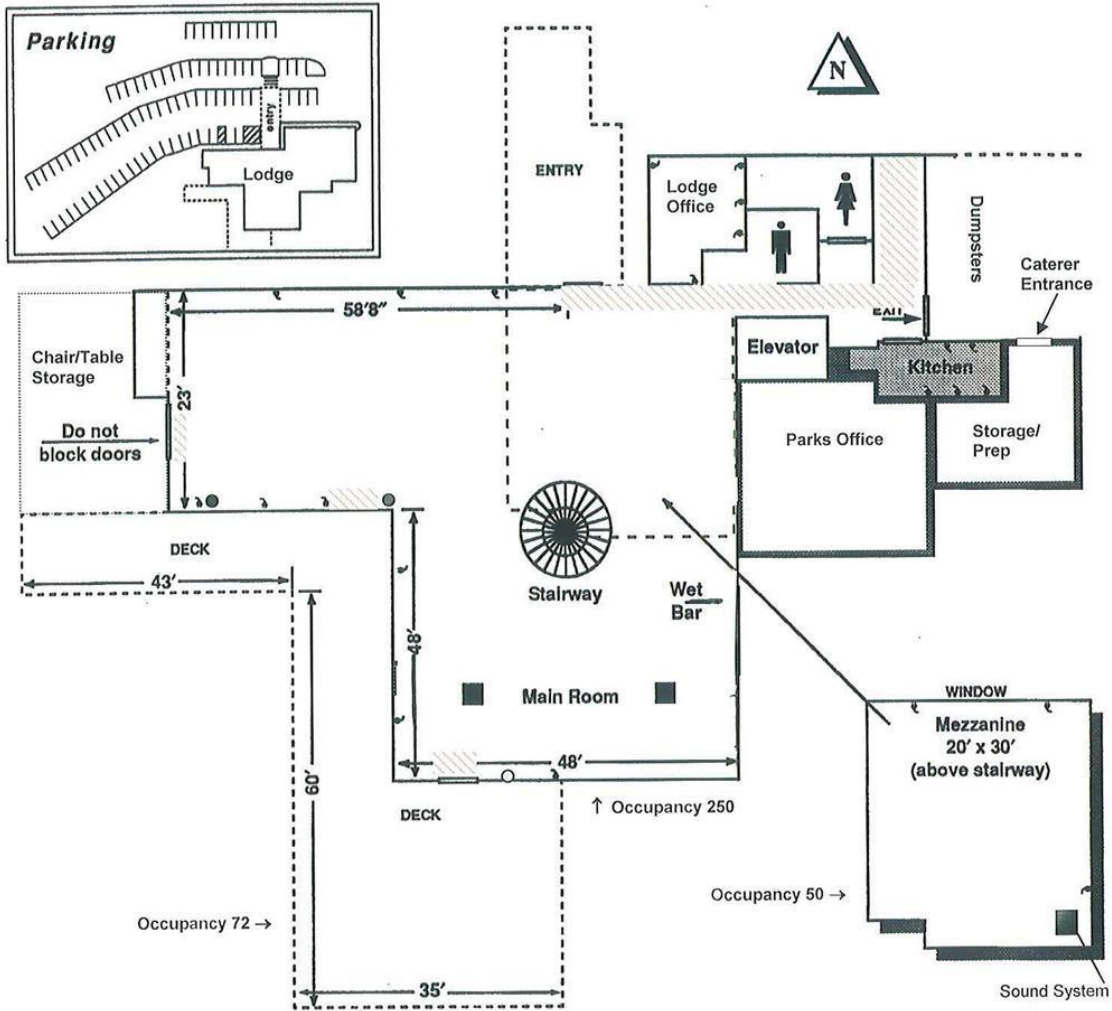 Parking
entry
Lodge
N
ENTRY
Lodge
Office
Dumpsters
Caterer
Entrance
58'8"
EXIT
Chair/Table
Storage
Elevator
Kitchen
23'
Do not
block doors
Parks Office
Storage/
Prep
DECK
43'
Stairway
Wet
Bar
48'
Main Room
WINDOW
Mezzanine
20' x 30'
(above stairway)
48'
60'
DECK
↑ Occupancy 250
Occupancy 50 →
Occupancy 72 →
35'
Sound System